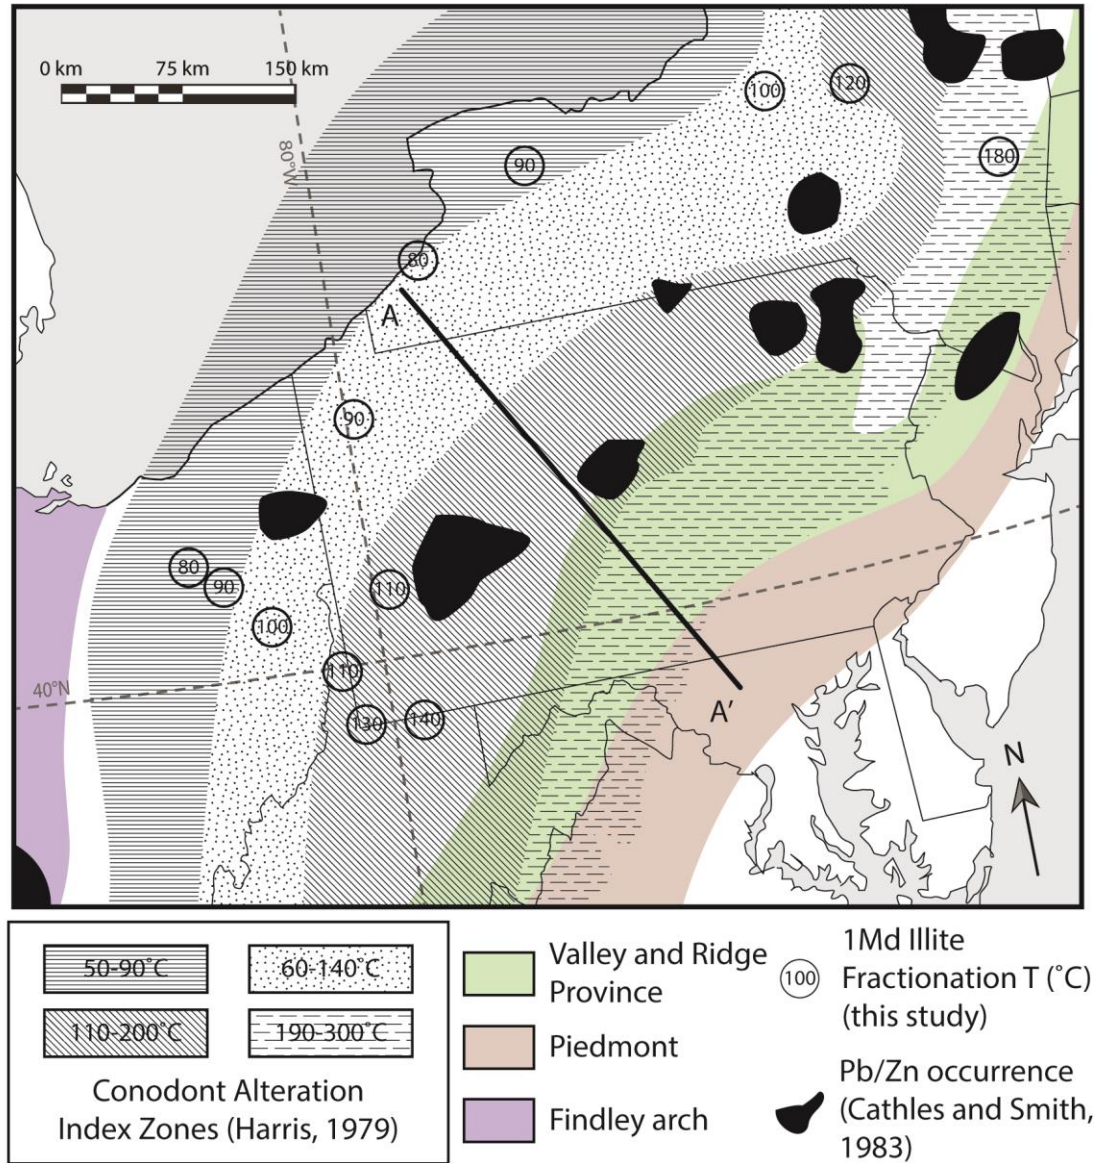 0 km 75 km 150 km
100
120
80°W
90
180
80
A
90
80
90
110
100
110
40°N
130
140
A'
N
50-90°C
60-140°C
110-200°C
190-300°C
Conodont Alteration
Index Zones (Harris, 1979)
Valley and Ridge
Province
Piedmont
Findley arch
100
1Md Illite
Fractionation T (°C)
(this study)
Pb/Zn occurrence
(Cathles and Smith,
1983)